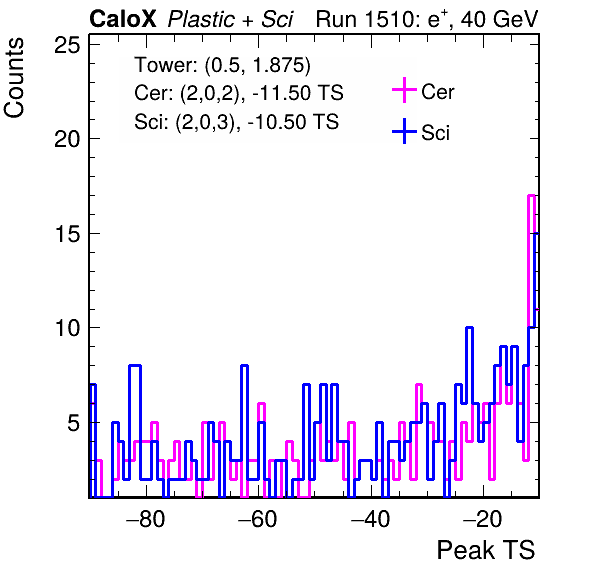 CaloX Plastic + Sci Run 1510: e⁺, 40 GeV
Counts
25
20
15
10
5
Tower: (0.5, 1.875)
Cer: (2,0,2), -11.50 TS
Sci: (2,0,3), -10.50 TS
Cer
Sci
−80 −60 −40 −20
Peak TS